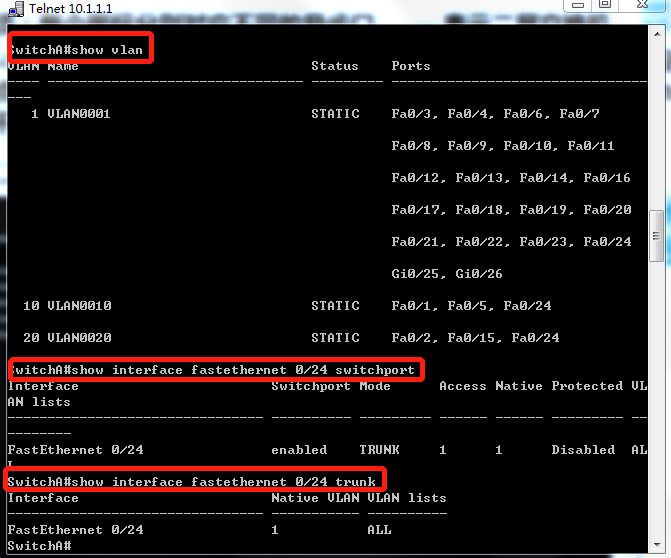 Telnet 10.1.1.1
SwitchA#show vlan
VLAN Name Status Ports
---- -------------------------------- --------- --------------------------------
---
1 VLAN0001 STATIC Fa0/3, Fa0/4, Fa0/6, Fa0/7
Fa0/8, Fa0/9, Fa0/10, Fa0/11
Fa0/12, Fa0/13, Fa0/14, Fa0/16
Fa0/17, Fa0/18, Fa0/19, Fa0/20
Fa0/21, Fa0/22, Fa0/23, Fa0/24
Gi0/25, Gi0/26
10 VLAN0010 STATIC Fa0/1, Fa0/5, Fa0/24
20 VLAN0020 STATIC Fa0/2, Fa0/15, Fa0/24
SwitchA#show interface fastethernet 0/24 switchport
Interface Switchport Mode Access Native Protected VL
AN lists
-------------------------------- ---------- --------- ------ ------ --------- --
--------
FastEthernet 0/24 enabled TRUNK 1 1 Disabled AL
L
SwitchA#show interface fastethernet 0/24 trunk
Interface Native VLAN VLAN lists
-------------------------------- ----------- ----------
FastEthernet 0/24 1 ALL
SwitchA#